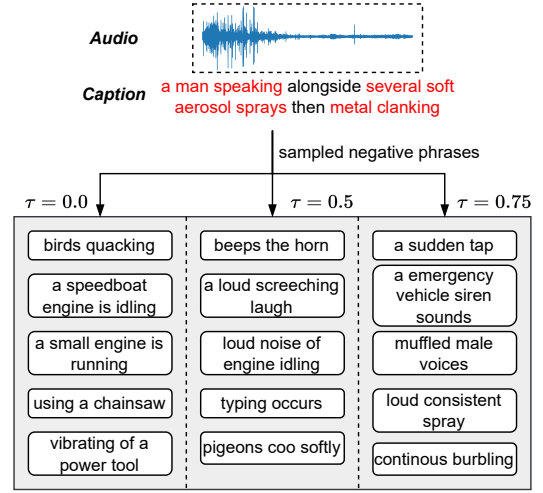 Audio
Caption
a man speaking alongside several soft
aerosol sprays then metal clanking
sampled negative phrases
τ = 0.0
τ = 0.5
τ = 0.75
birds quacking
a speedboat
engine is idling
a small engine is
running
using a chainsaw
vibrating of a
power tool
beeps the horn
a loud screeching
laugh
loud noise of
engine idling
typing occurs
pigeons coo softly
a sudden tap
a emergency
vehicle siren
sounds
muffled male
voices
loud consistent
spray
continous burbling